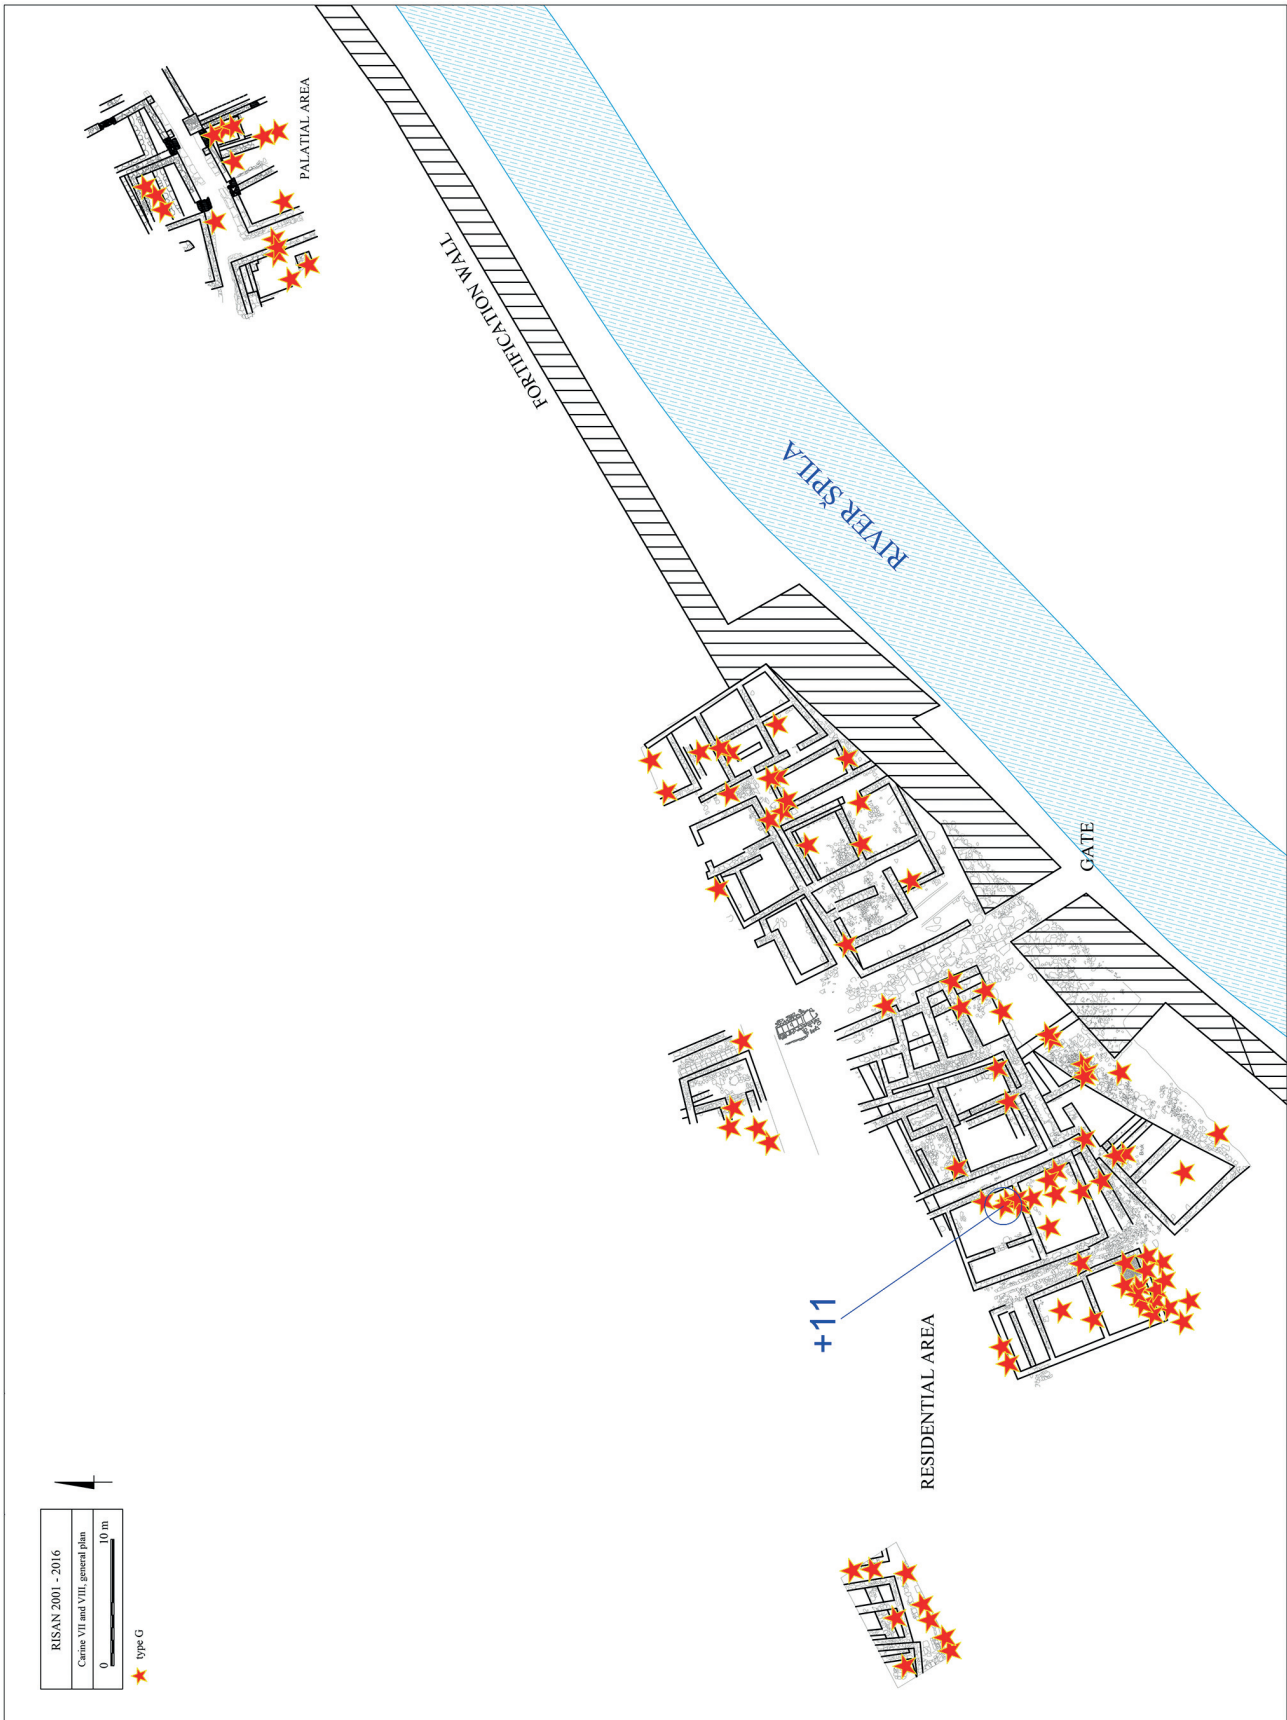 RISAN 2001 - 2016
Carine VII and VIII, general plan
0 10 m
type G
PALATIAL AREA
FORTIFICATION WALL
RIVER ŠPILA
GATE
+11
RESIDENTIAL AREA